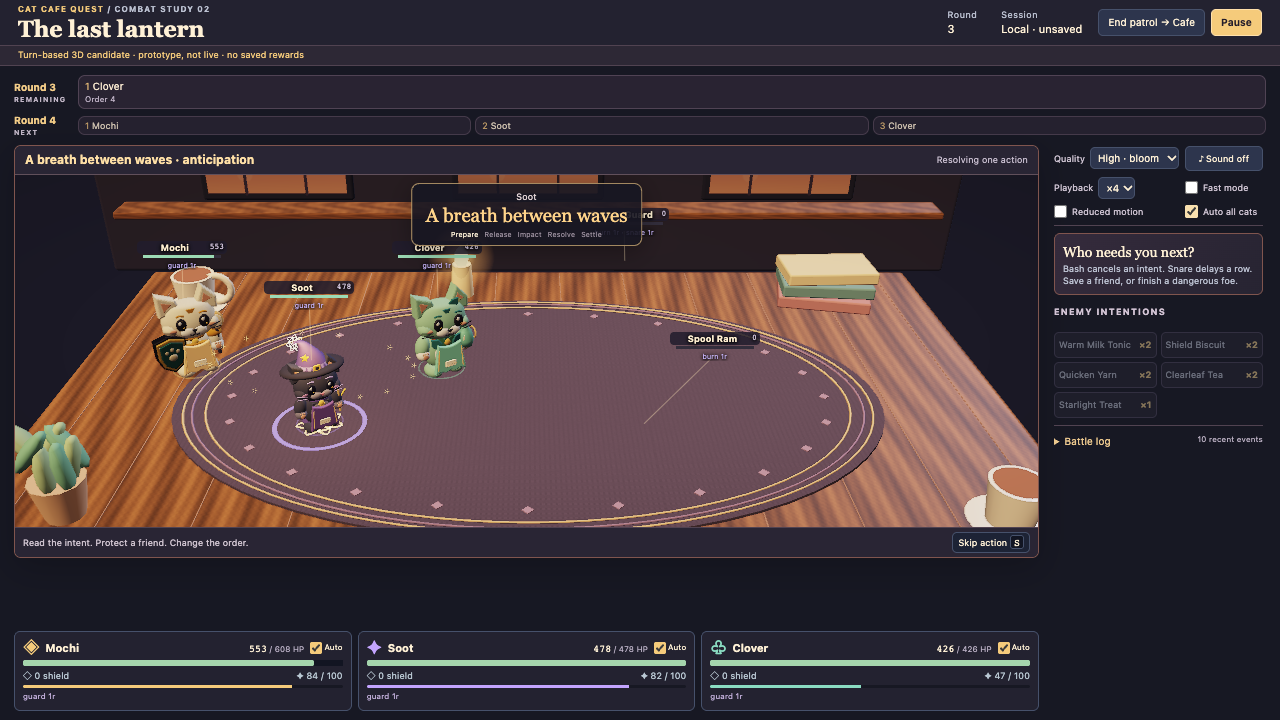 CAT CAFE QUEST / COMBAT STUDY 02
The last lantern
Round
3
Session
Local · unsaved
End patrol → Cafe
Pause
Turn-based 3D candidate · prototype, not live · no saved rewards
Round 3
REMAINING
1 Clover
Order 4
Round 4
NEXT
1 Mochi
2 Soot
3 Clover
A breath between waves · anticipation
Resolving one action
Soot
A breath between waves
Prepare Release Impact Resolve Settle
0
Mochi 553
guard 1r
Clover 426
guard 1r
Soot 478
guard 1r
Spool Ram 0
burn 1r
Read the intent. Protect a friend. Change the order.
Skip action S
Quality High · bloom
♪ Sound off
Playback x4
Fast mode
Reduced motion
Auto all cats
Who needs you next?
Bash cancels an intent. Snare delays a row.
Save a friend, or finish a dangerous foe.
ENEMY INTENTIONS
Warm Milk Tonic ×2
Shield Biscuit ×2
Quicken Yarn ×2
Clearleaf Tea ×2
Starlight Treat ×1
Battle log
10 recent events
Mochi 553 / 608 HP Auto
0 shield 84 / 100
guard 1r
Soot 478 / 478 HP Auto
0 shield 82 / 100
guard 1r
Clover 426 / 426 HP Auto
0 shield 47 / 100
guard 1r